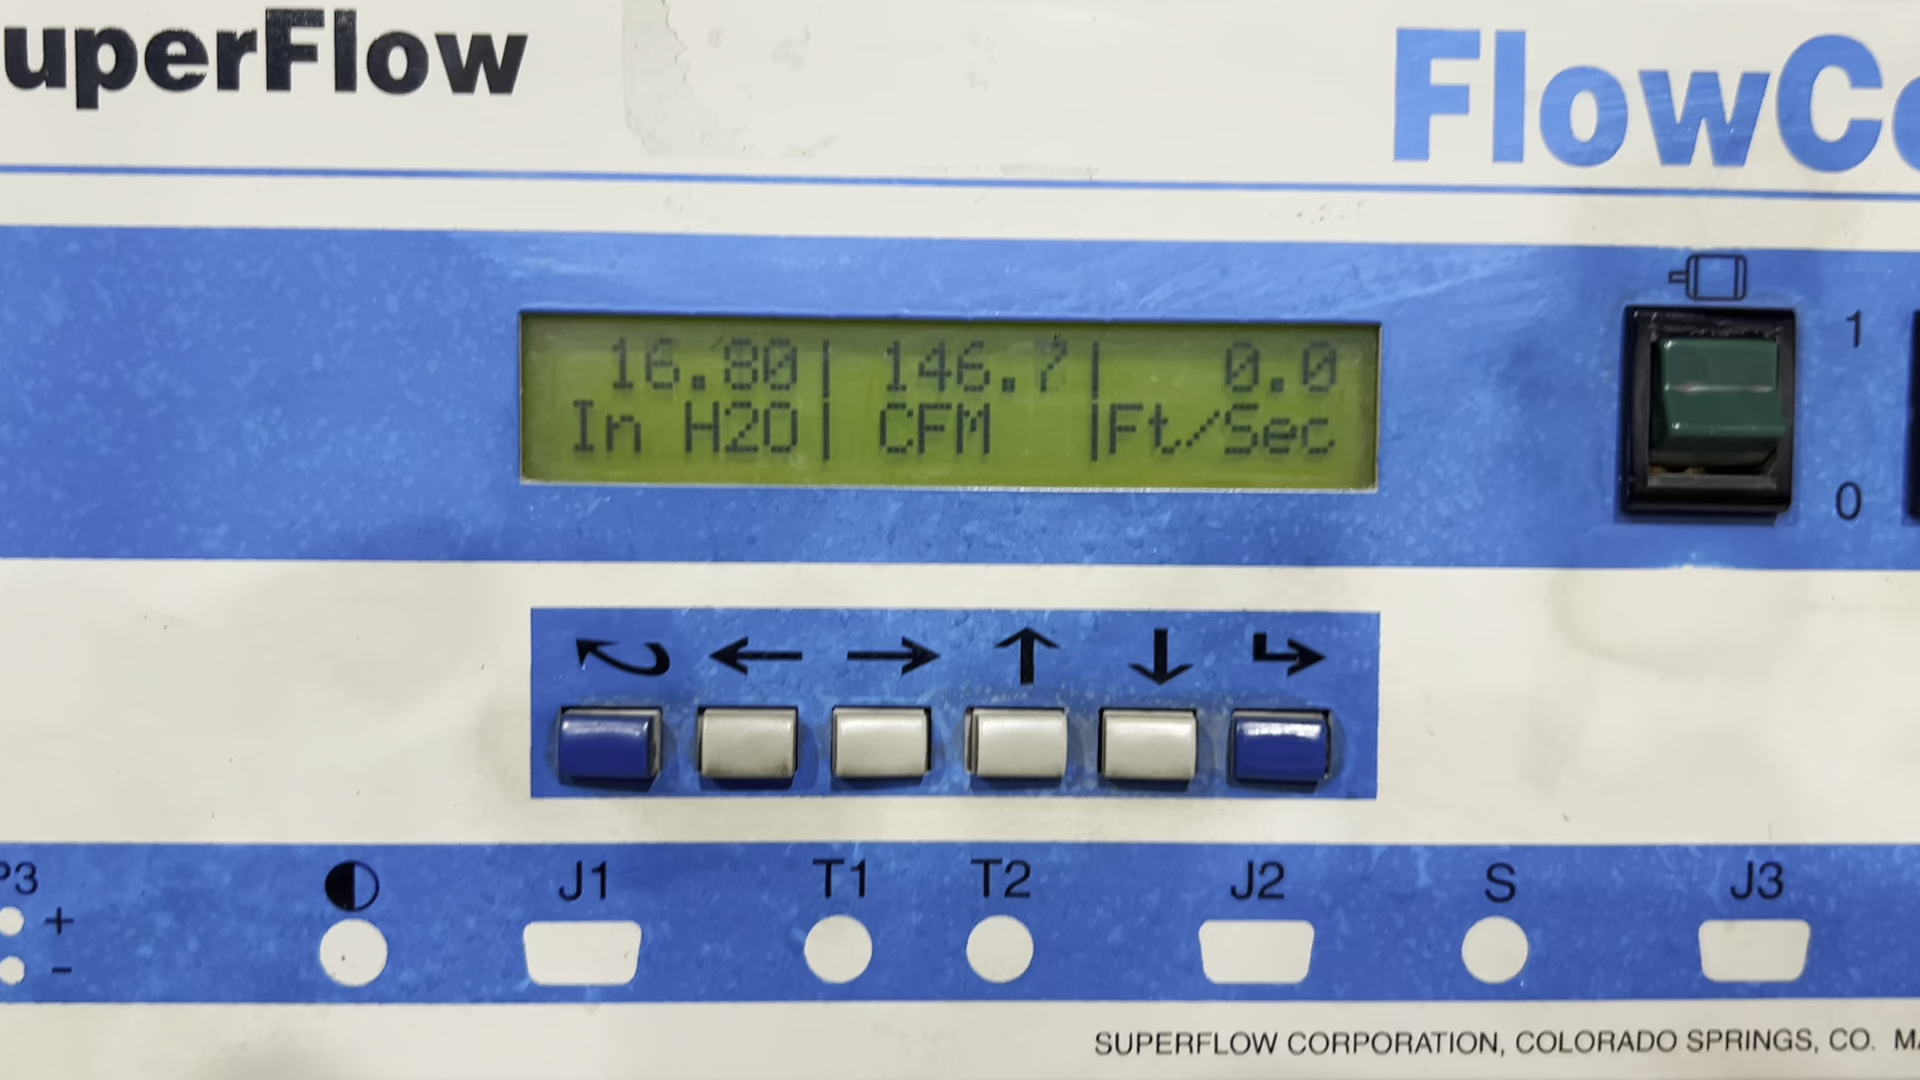 uperFlow
FlowC
16.80| 146.7| 0.0
In H2O| CFM |Ft/Sec
1
0
P3
+
-
J1
T1
T2
J2
S
J3
SUPERFLOW CORPORATION, COLORADO SPRINGS, CO.